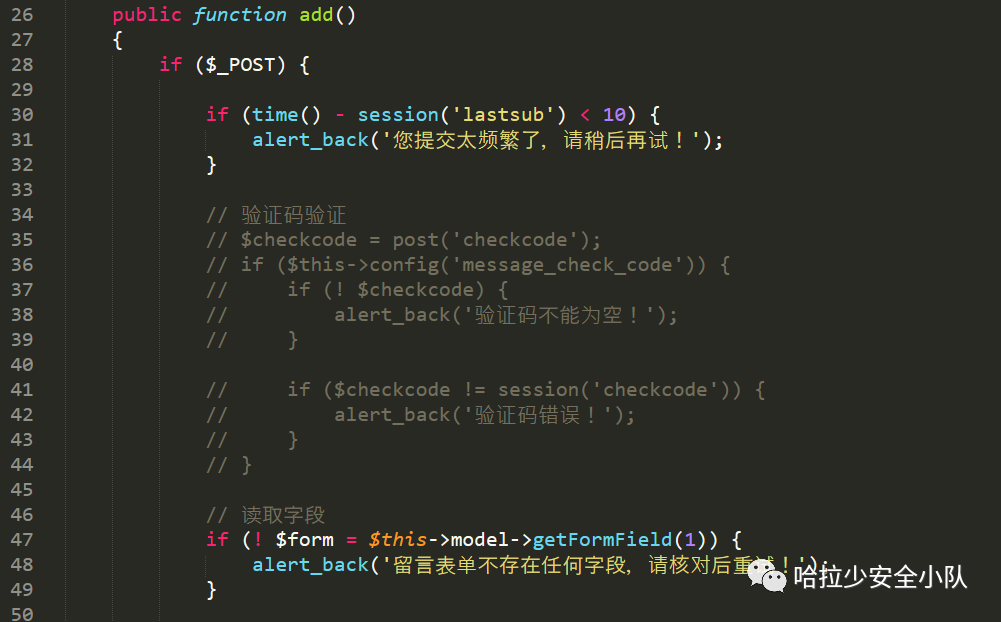 26 public function add()
27 {
28 if ($_POST) {
29
30 if (time() - session('lastsub') < 10) {
31 alert_back('您提交太频繁了，请稍后再试！');
32 }
33
34 // 验证码验证
35 // $checkcode = post('checkcode');
36 // if ($this->config('message_check_code')) {
37 // if (! $checkcode) {
38 // alert_back('验证码不能为空！');
39 // }
40
41 // if ($checkcode != session('checkcode')) {
42 // alert_back('验证码错误！');
43 // }
44 // }
45
46 // 读取字段
47 if (! $form = $this->model->getFormField(1)) {
48 alert_back('留言表单不存在任何字段，请核对后重试！');
49 }
50
哈拉少安全小队